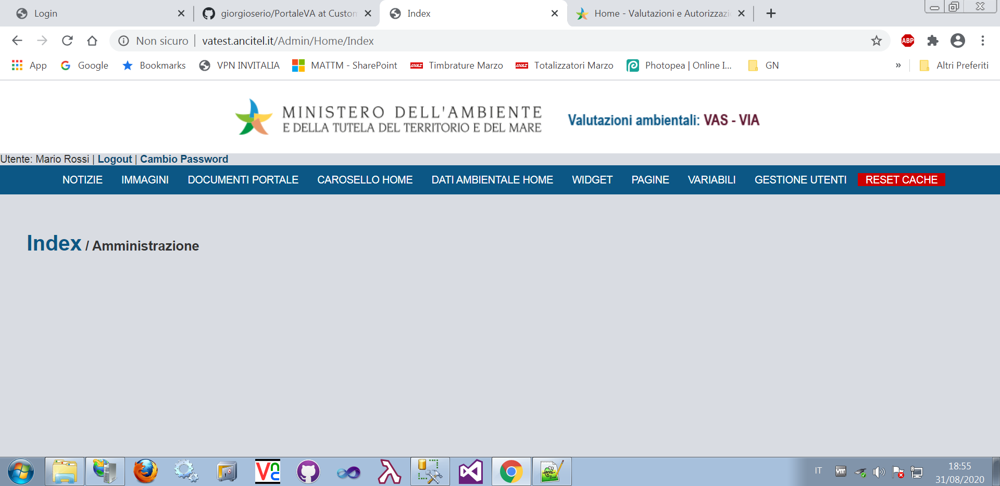 Login
giorgioserio/PortaleVA at Custom
Index
Home - Valutazioni e Autorizzazi
Non sicuro | vatest.ancitel.it/Admin/Home/Index
ABP
App
Google
Bookmarks
VPN INVITALIA
MATTM - SharePoint
Timbrature Marzo
Totalizzatori Marzo
Photopea | Online I...
GN
»
Altri Preferiti
MINISTERO DELL'AMBIENTE
E DELLA TUTELA DEL TERRITORIO E DEL MARE
Valutazioni ambientali: VAS - VIA
Utente: Mario Rossi | Logout | Cambio Password
NOTIZIE IMMAGINI DOCUMENTI PORTALE CAROSELLO HOME DATI AMBIENTALE HOME WIDGET PAGINE VARIABILI GESTIONE UTENTI RESET CACHE
Index / Amministrazione
IT
18:55
31/08/2020